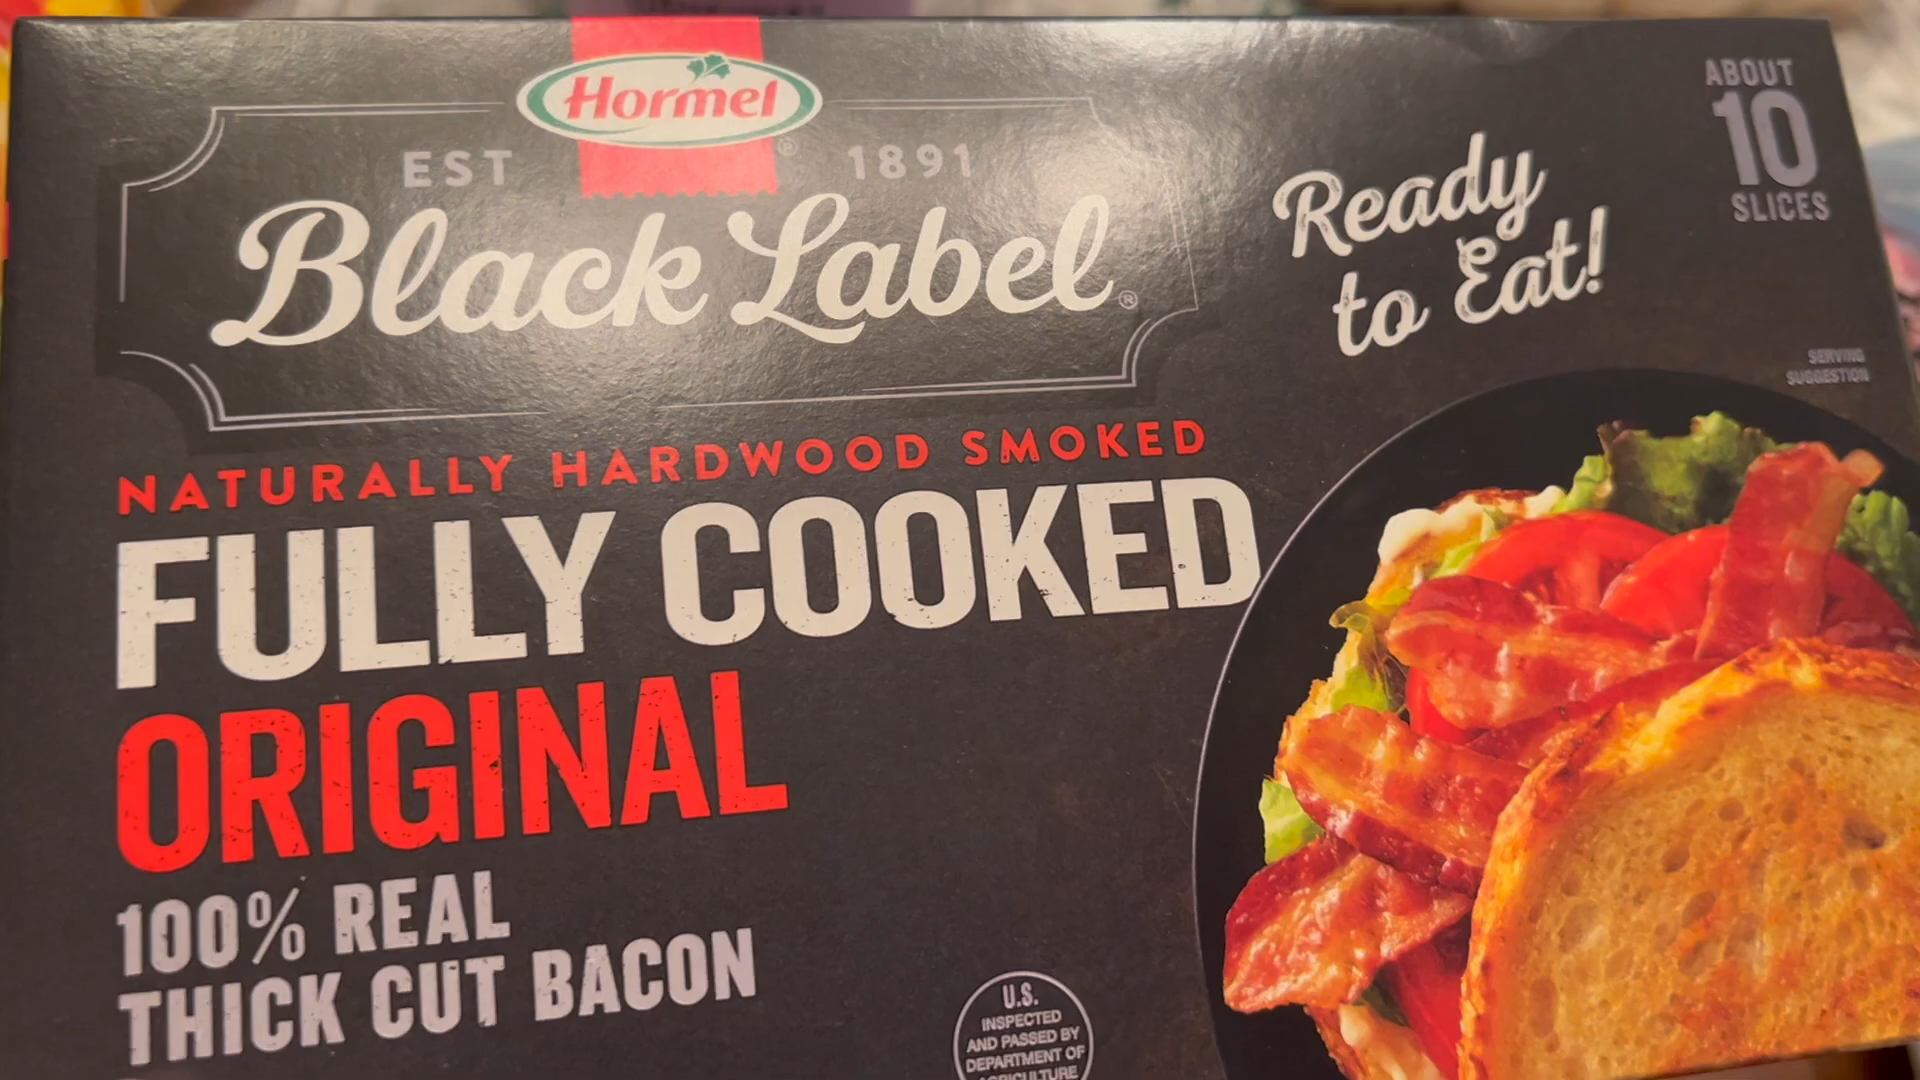 Hormel®
EST 1891
Black Label®
Ready
to Eat!
ABOUT
10
SLICES
SERVING
SUGGESTION
NATURALLY HARDWOOD SMOKED
FULLY COOKED
ORIGINAL
100% REAL
THICK CUT BACON
U.S.
INSPECTED
AND PASSED BY
DEPARTMENT OF
AGRICULTURE